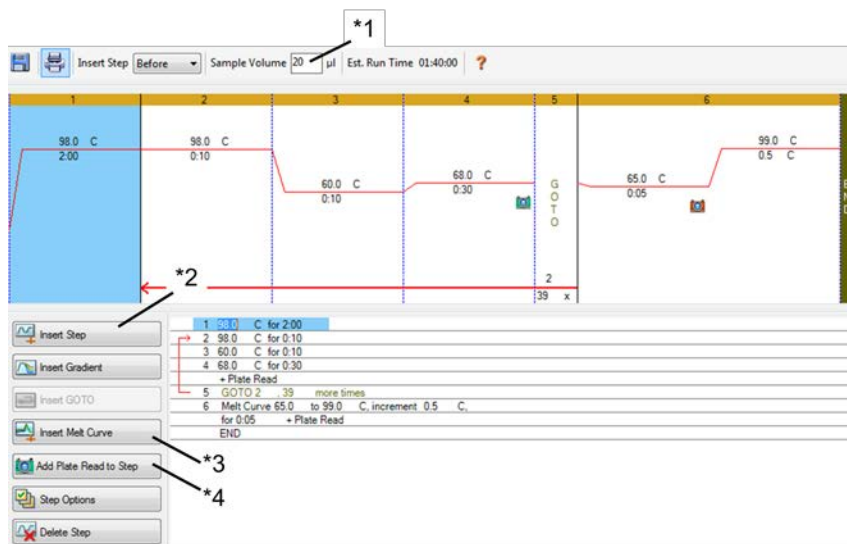 *1
Insert Step Before Sample Volume 20 µl Est. Run Time 01:40:00 ?
1 2 3 4 5 6
98.0 C
2:00
98.0 C
0:10
60.0 C
0:10
68.0 C
0:30
G
O
T
O
65.0 C
0:05
99.0 C
0.5 C
E
N
D
2
39 x
*2
Insert Step
Insert Gradient
Insert GOTO
Insert Melt Curve
Add Plate Read to Step
Step Options
Delete Step
*3
*4
1 98.0 C for 2:00
2 98.0 C for 0:10
3 60.0 C for 0:10
4 68.0 C for 0:30
+ Plate Read
5 GOTO 2 , 39 more times
6 Melt Curve 65.0 to 99.0 C, increment 0.5 C,
for 0:05 + Plate Read
END